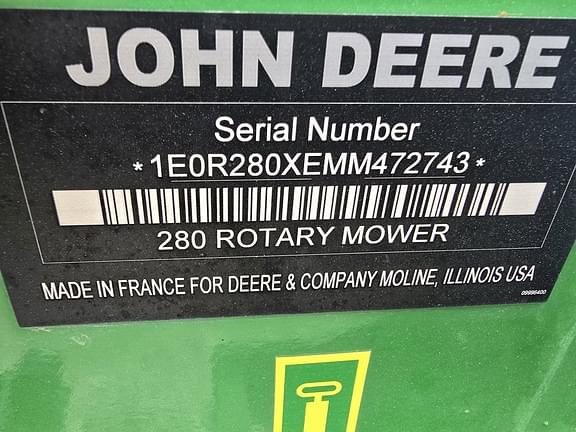 JOHN DEERE
Serial Number
*1E0R280XEMM472743*
280 ROTARY MOWER
MADE IN FRANCE FOR DEERE & COMPANY MOLINE, ILLINOIS USA